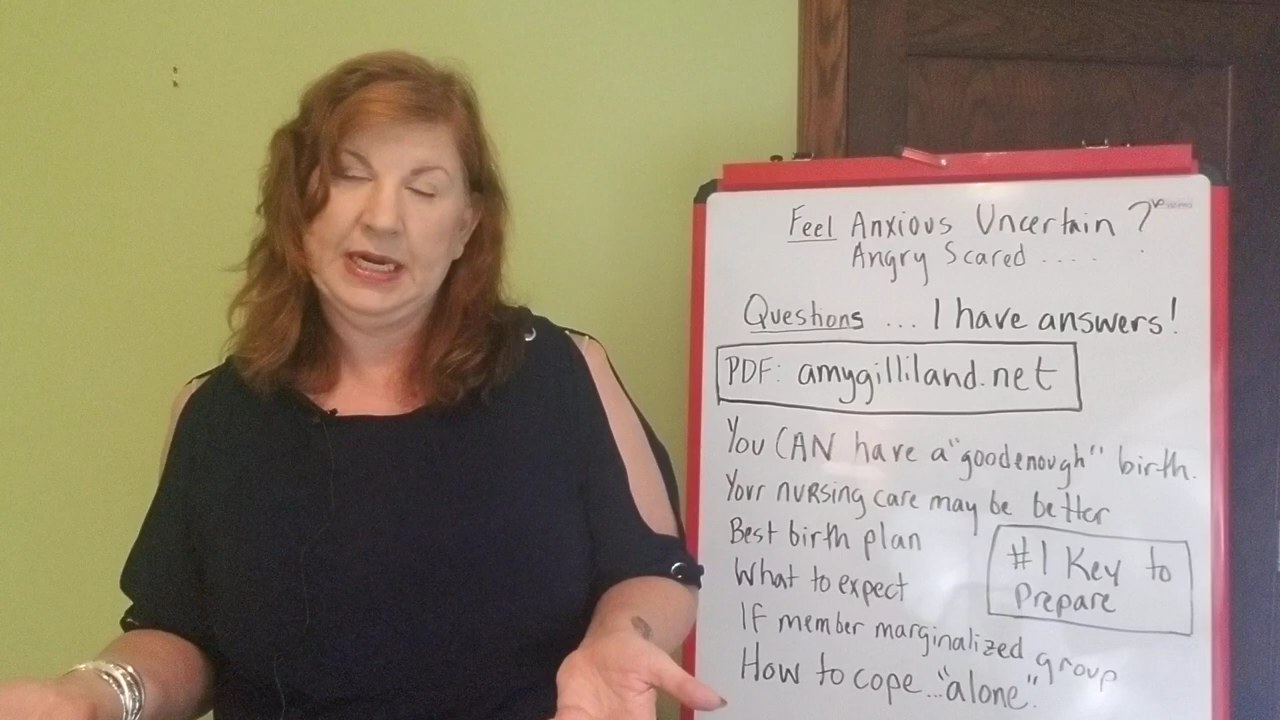 Feel Anxious Uncertain ?
Angry Scared .....
Questions ... I have answers!
PDF: amygilliland.net
You CAN have a "goodenough" birth.
Your nursing care may be better
Best birth plan
What to expect
#1 Key to
Prepare
If member marginalized group
How to cope..."alone".